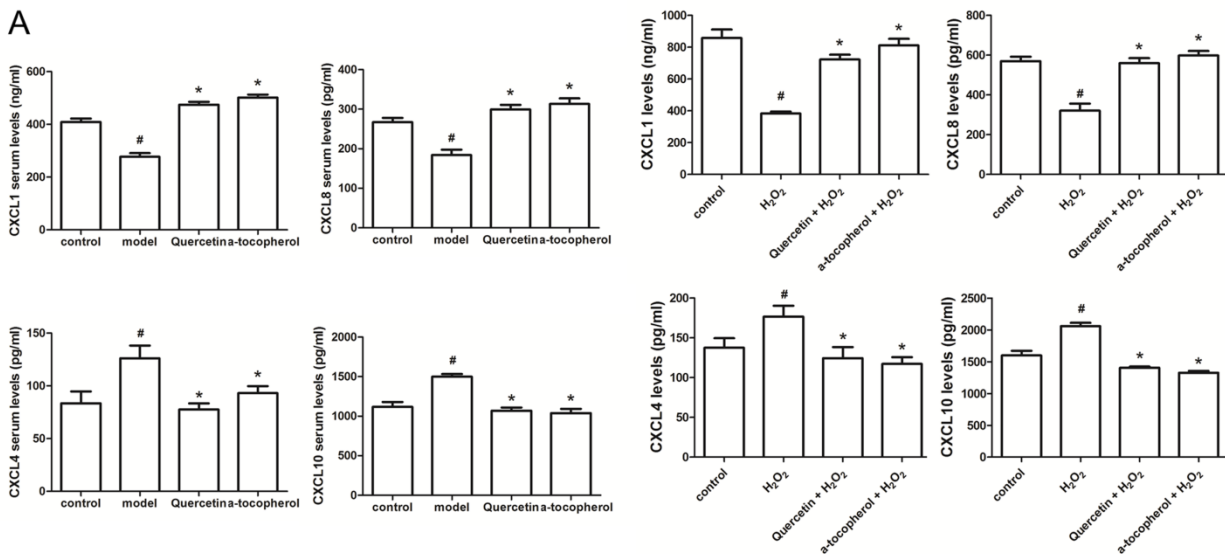 A
CXCL1 serum levels (ng/ml)
600
400
200
0
#
*
*
control model Quercetin a-tocopherol
CXCL8 serum levels (pg/ml)
400
300
200
100
0
#
*
*
control model Quercetin a-tocopherol
CXCL1 levels (ng/ml)
1000
800
600
400
200
0
#
*
*
control
H₂O₂
Quercetin + H₂O₂
a-tocopherol + H₂O₂
CXCL8 levels (pg/ml)
800
600
400
200
0
#
*
*
control
H₂O₂
Quercetin + H₂O₂
a-tocopherol + H₂O₂
CXCL4 serum levels (pg/ml)
150
100
50
0
#
*
*
control model Quercetin a-tocopherol
CXCL10 serum levels (pg/ml)
2000
1500
1000
500
0
#
*
*
control model Quercetin a-tocopherol
CXCL4 levels (pg/ml)
200
150
100
50
0
#
*
*
control
H₂O₂
Quercetin + H₂O₂
a-tocopherol + H₂O₂
CXCL10 levels (pg/ml)
2500
2000
1500
1000
500
0
#
*
*
control
H₂O₂
Quercetin + H₂O₂
a-tocopherol + H₂O₂